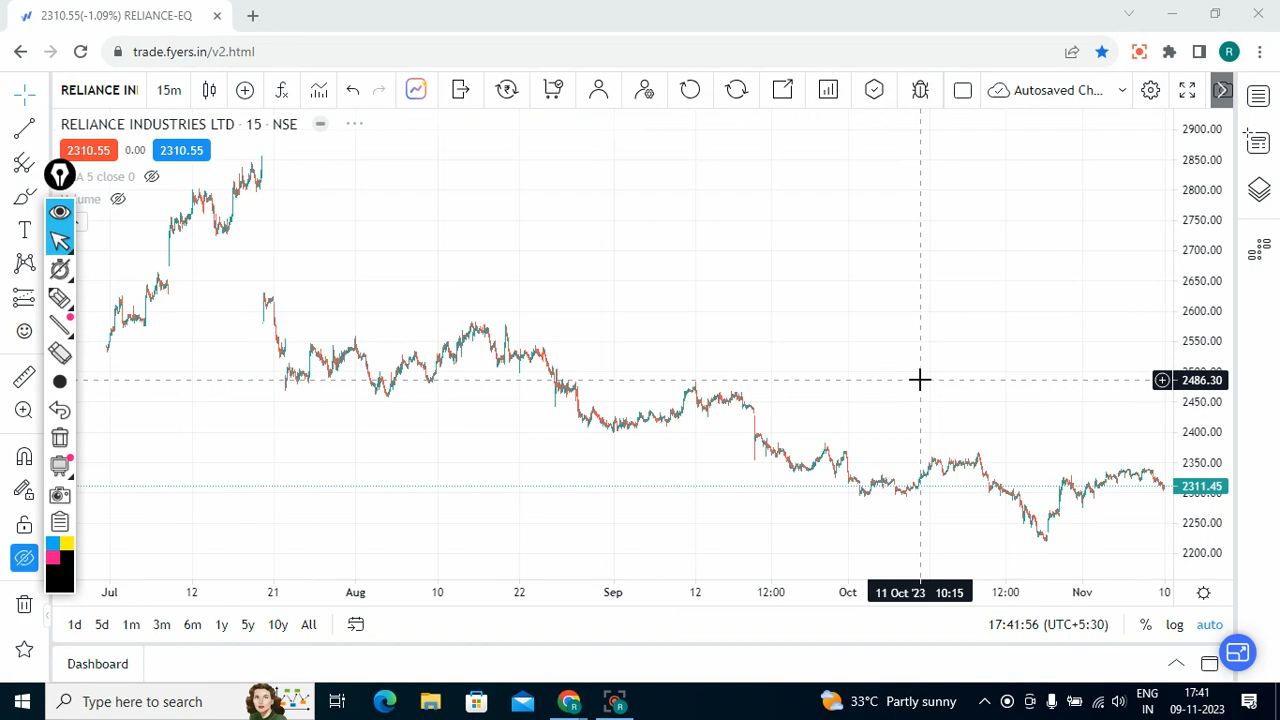 2310.55(-1.09%) RELIANCE-EQ
trade.fyers.in/v2.html
R
RELIANCE INI
15m
Autosaved Ch...
RELIANCE INDUSTRIES LTD · 15 · NSE
2310.55 0.00 2310.55
A 5 close 0
ume
2900.00
2850.00
2800.00
2750.00
2700.00
2650.00
2600.00
2550.00
2486.30
2450.00
2400.00
2350.00
2311.45
2250.00
2200.00
Jul 12 21 Aug 10 22 Sep 12 12:00 Oct 11 Oct '23 10:15 12:00 Nov 10
1d 5d 1m 3m 6m 1y 5y 10y All
17:41:56 (UTC+5:30) % log auto
Dashboard
Type here to search
33°C Partly sunny
ENG
IN
17:41
09-11-2023